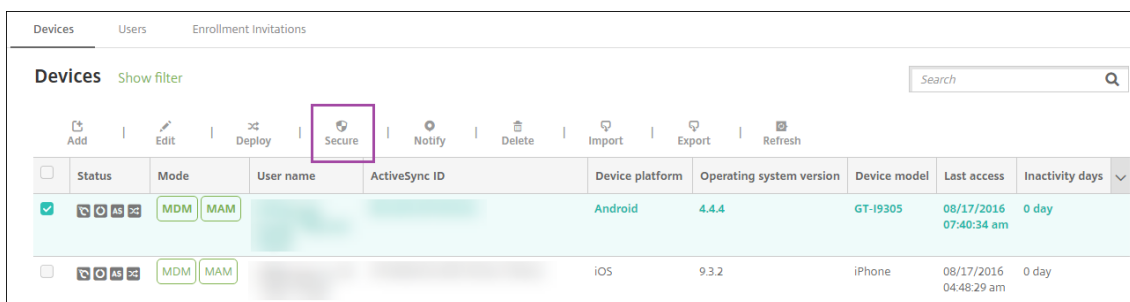 Devices Users Enrollment Invitations
Devices Show filter
Search
Add | Edit | Deploy | Secure | Notify | Delete | Import | Export | Refresh
Status Mode User name ActiveSync ID Device platform Operating system version Device model Last access Inactivity days
AS MDM MAM Android 4.4.4 GT-I9305 08/17/2016 0 day
07:40:34 am
AS MDM MAM iOS 9.3.2 iPhone 08/17/2016 0 day
04:48:29 am